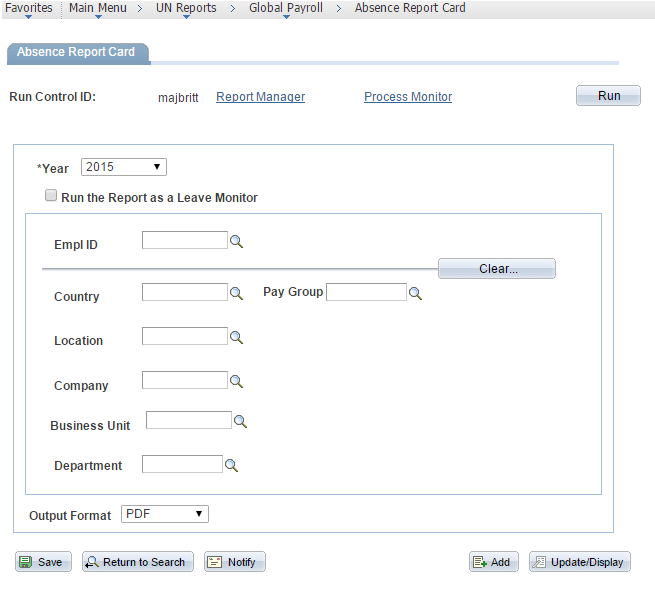 Favorites Main Menu > UN Reports > Global Payroll > Absence Report Card
Absence Report Card
Run Control ID: majbritt Report Manager Process Monitor Run
*Year 2015
Run the Report as a Leave Monitor
Empl ID
Clear...
Country Pay Group
Location
Company
Business Unit
Department
Output Format PDF
Save Return to Search Notify Add Update/Display